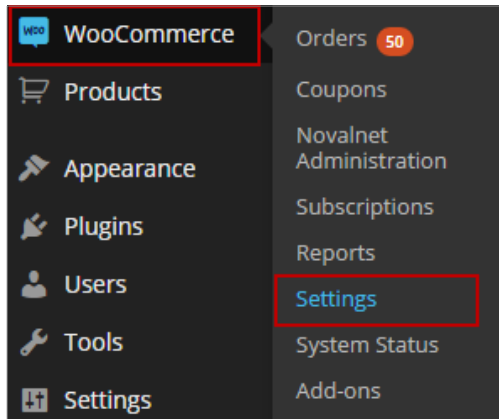 WOO
WooCommerce
Products
Appearance
Plugins
Users
Tools
Settings
Orders 50
Coupons
Novalnet
Administration
Subscriptions
Reports
Settings
System Status
Add-ons